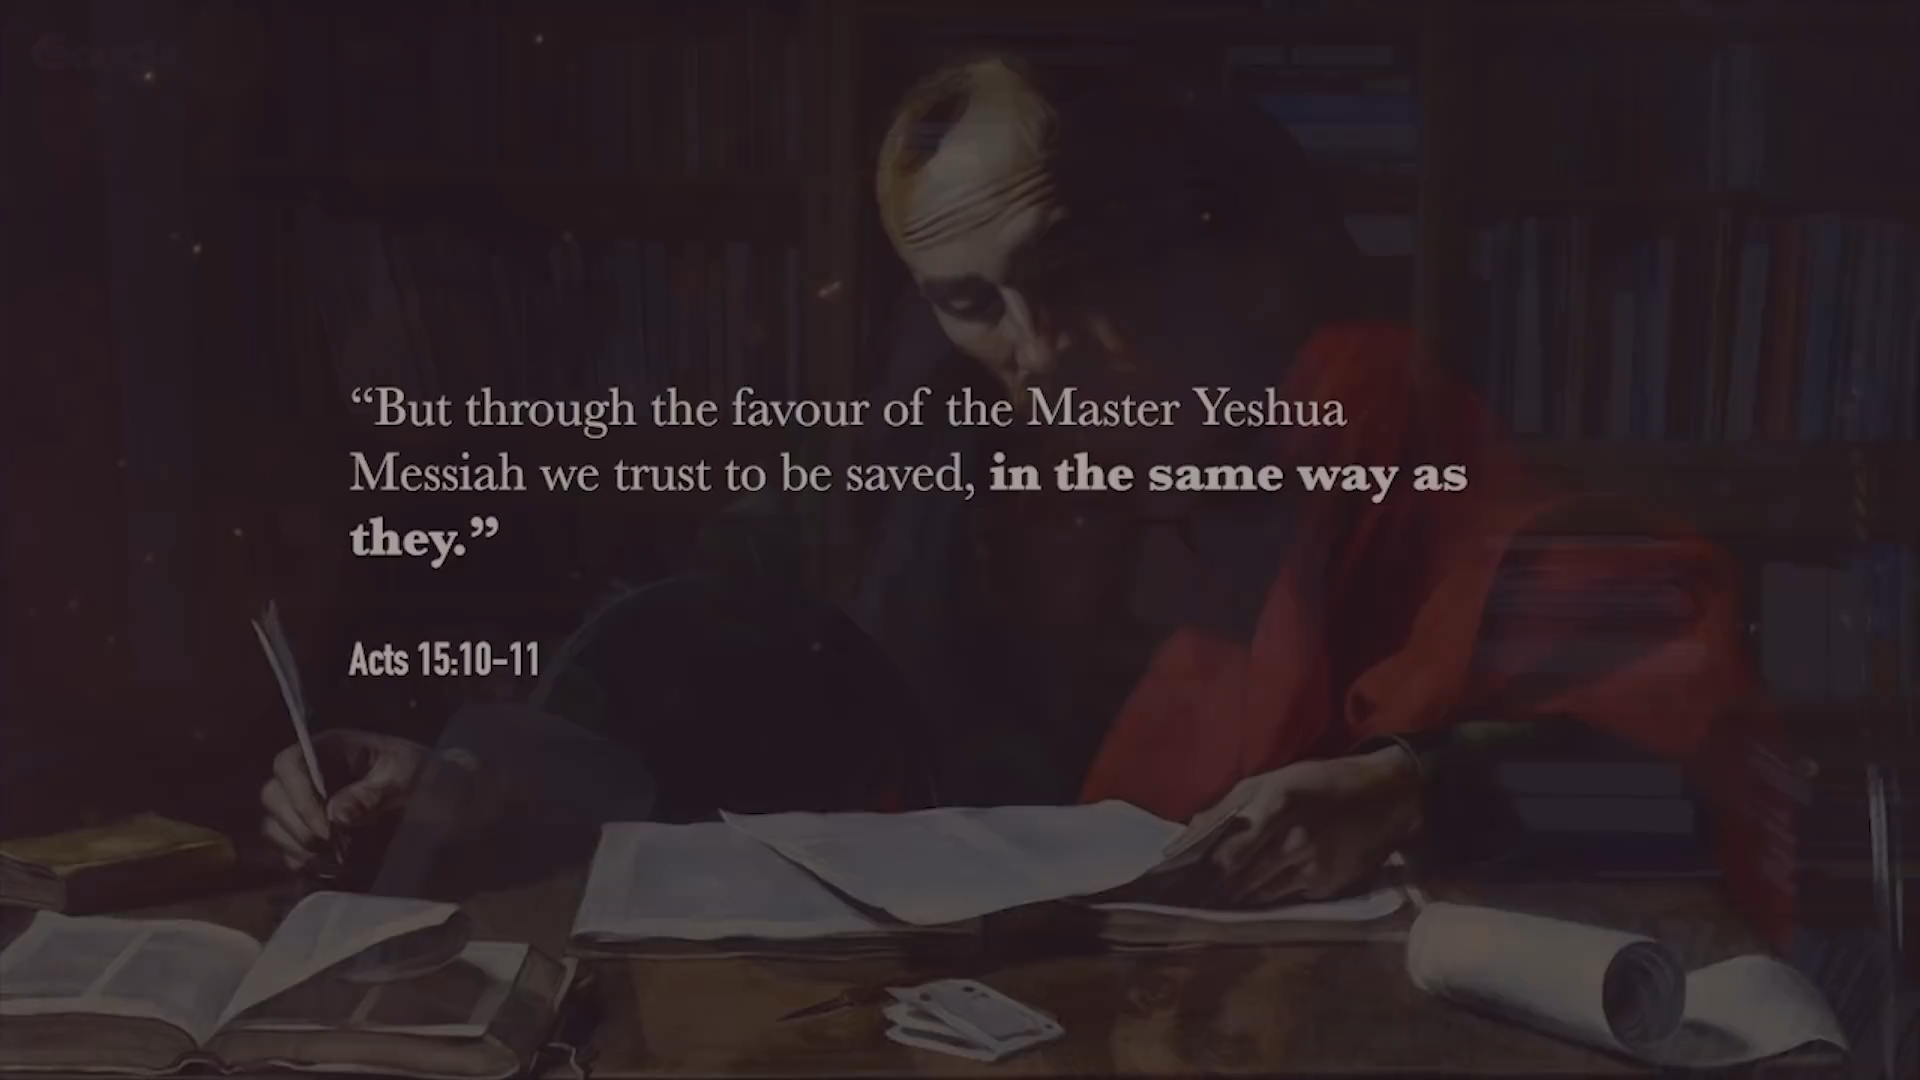 “But through the favour of the Master Yeshua
Messiah we trust to be saved, in the same way as
they.”
Acts 15:10-11